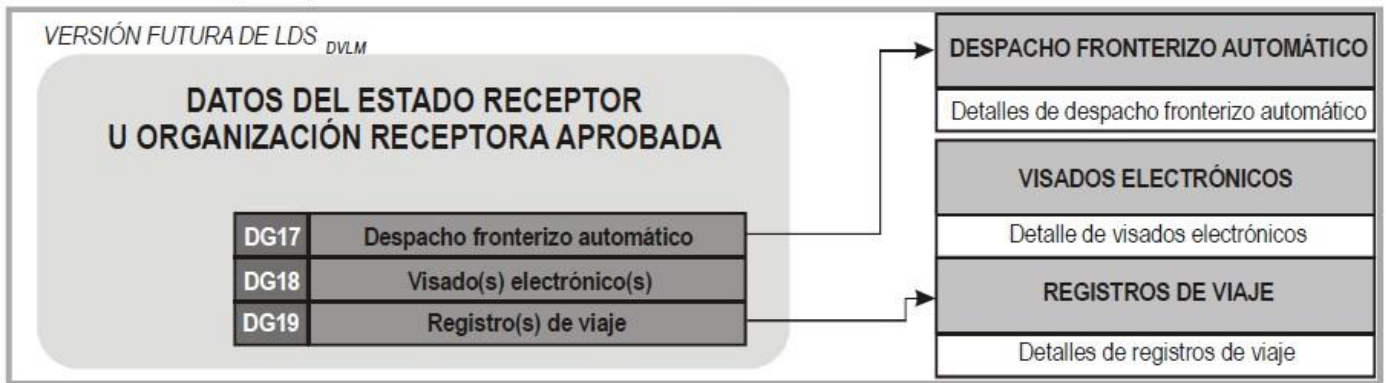 VERSIÓN FUTURA DE LDS DVLM
DATOS DEL ESTADO RECEPTOR
U ORGANIZACIÓN RECEPTORA APROBADA
DG17 Despacho fronterizo automático
DG18 Visado(s) electrónico(s)
DG19 Registro(s) de viaje
DESPACHO FRONTERIZO AUTOMÁTICO
Detalles de despacho fronterizo automático
VISADOS ELECTRÓNICOS
Detalle de visados electrónicos
REGISTROS DE VIAJE
Detalles de registros de viaje